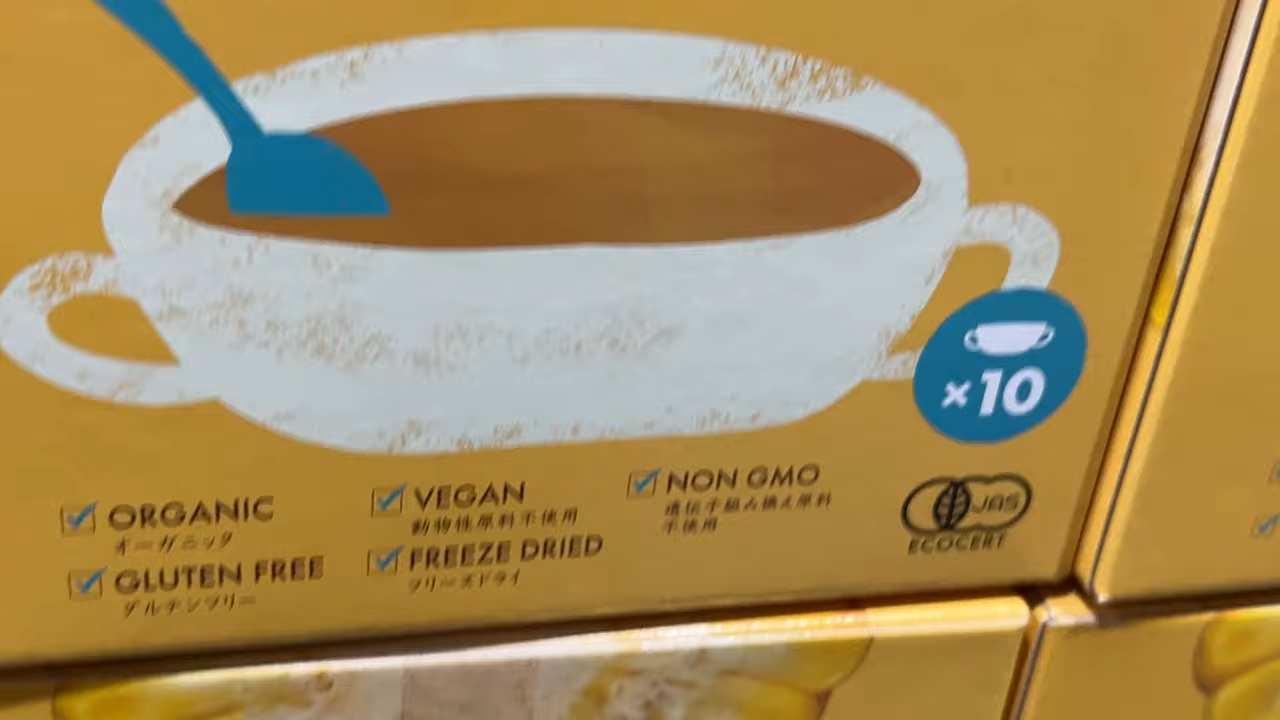 ×10
ORGANIC
オーガニック
GLUTEN FREE
グルテンフリー
VEGAN
動物性原料不使用
FREEZE DRIED
フリーズドライ
NON GMO
遺伝子組み換え原料
不使用
JAS
ECOCERT